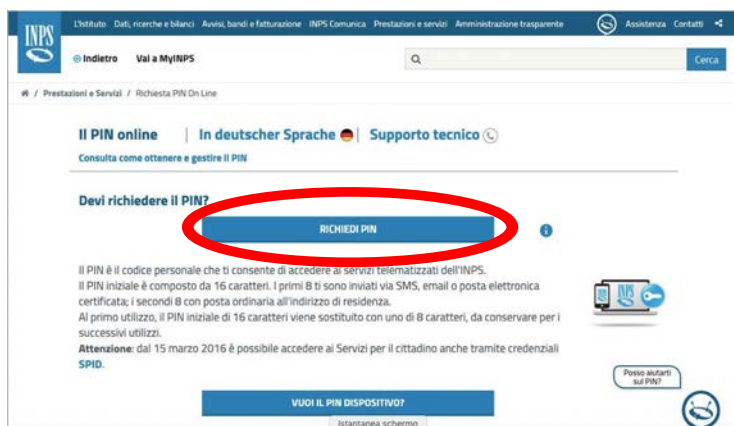 INPS
L'Istituto Dati, ricerche e bilanci Avvisi, bandi e fatturazione INPS Comunica Prestazioni e servizi Amministrazione trasparente Assistenza Contatti
Indietro Vai a MyINPS Cerca
/ Prestazioni e Servizi / Richiesta PIN On Line
Il PIN online | In deutscher Sprache | Supporto tecnico
Consulta come ottenere e gestire il PIN
Devi richiedere il PIN?
RICHIEDI PIN
Il PIN è il codice personale che ti consente di accedere ai servizi telematizzati dell'INPS.
Il PIN iniziale è composto da 16 caratteri. I primi 8 ti sono inviati via SMS, email o posta elettronica
certificata; i secondi 8 con posta ordinaria all'indirizzo di residenza.
Al primo utilizzo, il PIN iniziale di 16 caratteri viene sostituito con uno di 8 caratteri, da conservare per i
successivi utilizzi.
Attenzione: dal 15 marzo 2016 è possibile accedere ai Servizi per il cittadino anche tramite credenziali
SPID.
INPS
Posso aiutarti
sul PIN?
VUOI IL PIN DISPOSITIVO?
Istantanea schermo